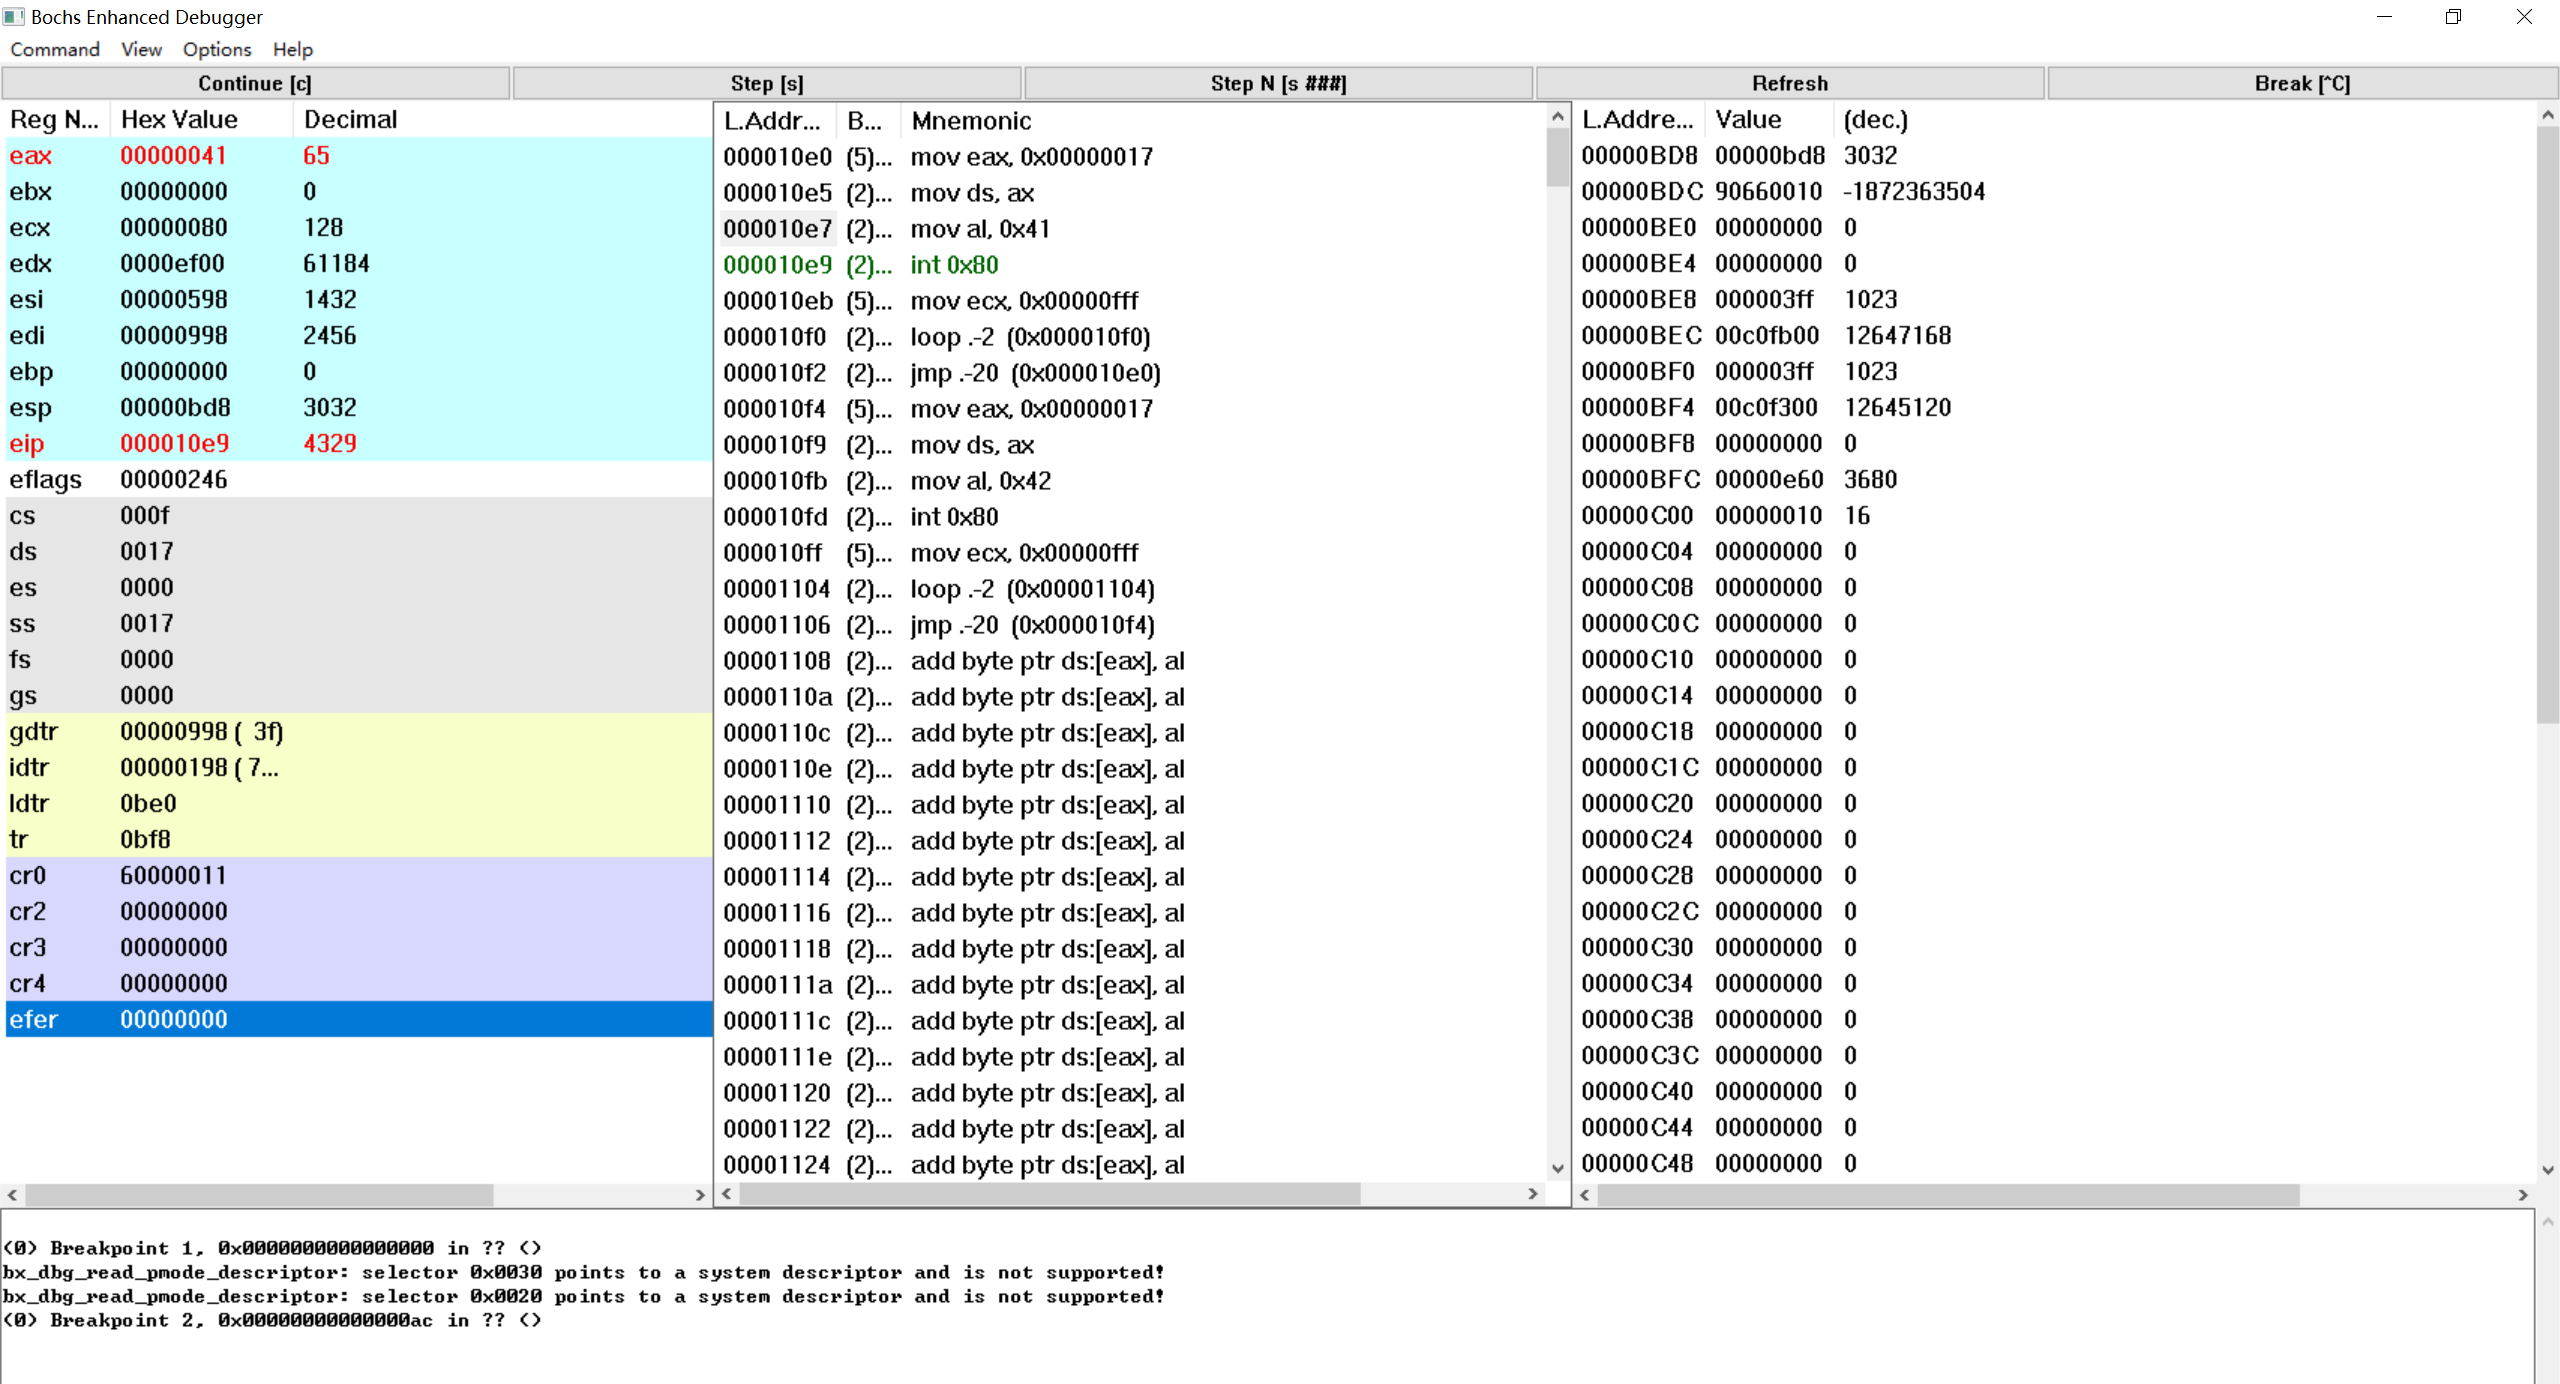 Bochs Enhanced Debugger
Command View Options Help
Continue [c] Step [s] Step N [s ###] Refresh Break [^C]
Reg N... Hex Value Decimal
eax 00000041 65
ebx 00000000 0
ecx 00000080 128
edx 0000ef00 61184
esi 00000598 1432
edi 00000998 2456
ebp 00000000 0
esp 00000bd8 3032
eip 000010e9 4329
eflags 00000246
cs 000f
ds 0017
es 0000
ss 0017
fs 0000
gs 0000
gdtr 00000998 ( 3f)
idtr 00000198 ( 7...
ldtr 0be0
tr 0bf8
cr0 60000011
cr2 00000000
cr3 00000000
cr4 00000000
efer 00000000
L.Addr... B... Mnemonic
000010e0 (5)... mov eax, 0x00000017
000010e5 (2)... mov ds, ax
000010e7 (2)... mov al, 0x41
000010e9 (2)... int 0x80
000010eb (5)... mov ecx, 0x00000fff
000010f0 (2)... loop .-2 (0x000010f0)
000010f2 (2)... jmp .-20 (0x000010e0)
000010f4 (5)... mov eax, 0x00000017
000010f9 (2)... mov ds, ax
000010fb (2)... mov al, 0x42
000010fd (2)... int 0x80
000010ff (5)... mov ecx, 0x00000fff
00001104 (2)... loop .-2 (0x00001104)
00001106 (2)... jmp .-20 (0x000010f4)
00001108 (2)... add byte ptr ds:[eax], al
0000110a (2)... add byte ptr ds:[eax], al
0000110c (2)... add byte ptr ds:[eax], al
0000110e (2)... add byte ptr ds:[eax], al
00001110 (2)... add byte ptr ds:[eax], al
00001112 (2)... add byte ptr ds:[eax], al
00001114 (2)... add byte ptr ds:[eax], al
00001116 (2)... add byte ptr ds:[eax], al
00001118 (2)... add byte ptr ds:[eax], al
0000111a (2)... add byte ptr ds:[eax], al
0000111c (2)... add byte ptr ds:[eax], al
0000111e (2)... add byte ptr ds:[eax], al
00001120 (2)... add byte ptr ds:[eax], al
00001122 (2)... add byte ptr ds:[eax], al
00001124 (2)... add byte ptr ds:[eax], al
L.Addre... Value (dec.)
00000BD8 00000bd8 3032
00000BDC 90660010 -1872363504
00000BE0 00000000 0
00000BE4 00000000 0
00000BE8 000003ff 1023
00000BEC 00c0fb00 12647168
00000BF0 000003ff 1023
00000BF4 00c0f300 12645120
00000BF8 00000000 0
00000BFC 00000e60 3680
00000C00 00000010 16
00000C04 00000000 0
00000C08 00000000 0
00000C0C 00000000 0
00000C10 00000000 0
00000C14 00000000 0
00000C18 00000000 0
00000C1C 00000000 0
00000C20 00000000 0
00000C24 00000000 0
00000C28 00000000 0
00000C2C 00000000 0
00000C30 00000000 0
00000C34 00000000 0
00000C38 00000000 0
00000C3C 00000000 0
00000C40 00000000 0
00000C44 00000000 0
00000C48 00000000 0
(0) Breakpoint 1, 0x0000000000000000 in ?? ()
bx_dbg_read_pmode_descriptor: selector 0x0030 points to a system descriptor and is not supported!
bx_dbg_read_pmode_descriptor: selector 0x0020 points to a system descriptor and is not supported!
(0) Breakpoint 2, 0x00000000000000ac in ?? ()